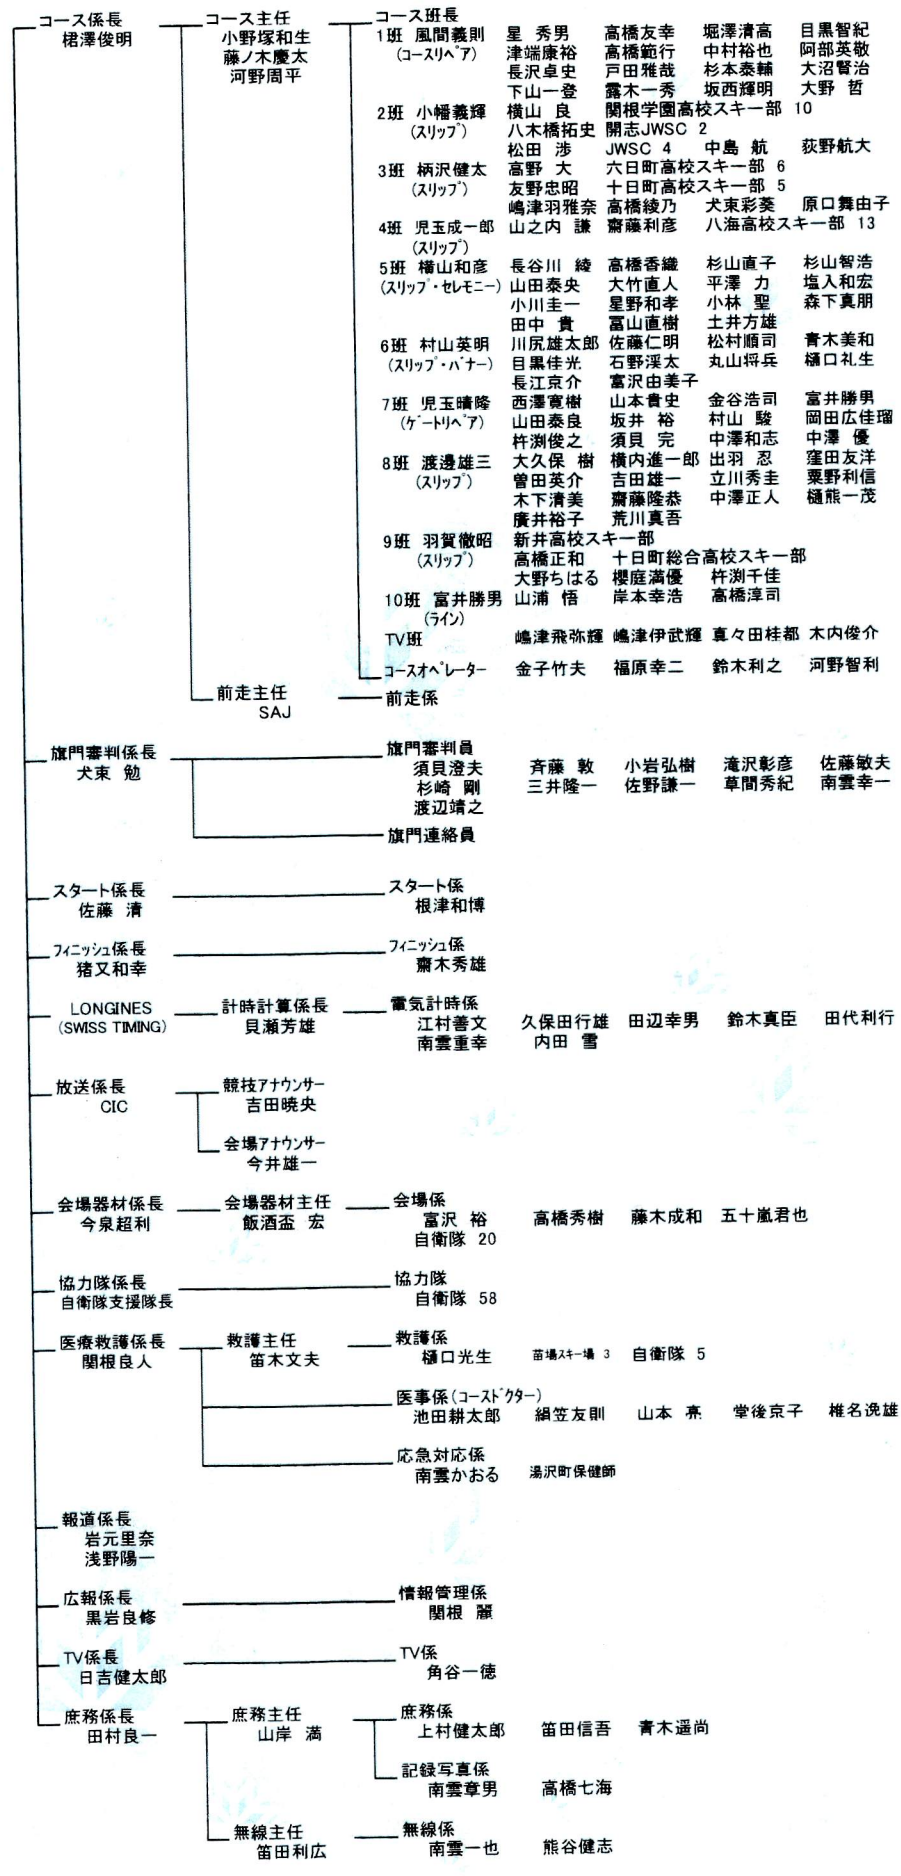 コース係長 コース主任 コース班長
桾澤俊明 小野塚和生 1班 風間義則 星 秀男 高橋友幸 堀澤清高 目黒智紀
藤ノ木慶太 (コースリペア) 津端康裕 高橋範行 中村裕也 阿部英敬
河野周平 長沢卓史 戸田雅哉 杉本泰輔 大沼賢治
下山一登 露木一秀 坂西輝明 大野 哲
2班 小幡義輝 横山 良 関根学園高校スキー部 10
(スリップ) 八木橋拓史 開志JWSC 2
松田 渉 JWSC 4 中島 航 荻野航大
3班 柄沢健太 高野 大 六日町高校スキー部 6
(スリップ) 友野忠昭 十日町高校スキー部 5
嶋津羽雅奈 高橋綾乃 犬東彩葵 原口舞由子
4班 児玉成一郎 山之内 謙 齋藤利彦 八海高校スキー部 13
(スリップ)
5班 横山和彦 長谷川 綾 高橋香織 杉山直子 杉山智浩
(スリップ・セレモニー) 山田泰央 大竹直人 平澤 力 塩入和宏
小川圭一 星野和孝 小林 聖 森下真朋
田中 貴 冨山直樹 土井方雄
6班 村山英明 川尻雄太郎 佐藤仁明 松村順司 青木美和
(スリップ・バナー) 目黒佳光 石野渓太 丸山将兵 樋口礼生
長江京介 富沢由美子
7班 児玉晴隆 西澤寛樹 山本貴史 金谷浩司 富井勝男
(ゲートリペア) 山田泰良 坂井 裕 村山 駿 岡田広佳瑠
杵渕俊之 須貝 完 中澤和志 中澤 優
8班 渡邊雄三 大久保 樹 横内進一郎 出羽 忍 窪田友洋
(スリップ) 曽田英介 吉田雄一 立川秀圭 粟野利信
木下清美 齋藤隆恭 中澤正人 樋熊一茂
廣井裕子 荒川真吾
9班 羽賀徹昭 新井高校スキー部
(スリップ) 高橋正和 十日町総合高校スキー部
大野ちはる 櫻庭満優 杵渕千佳
10班 富井勝男 山浦 悟 岸本幸浩 高橋淳司
(ライン)
TV班 嶋津飛弥輝 嶋津伊武輝 真々田桂都 木内俊介
コースオペレーター 金子竹夫 福原幸二 鈴木利之 河野智利
前走主任 前走係
SAJ
旗門審判係長 旗門審判員
犬東 勉 須貝澄夫 斉藤 敦 小岩弘樹 滝沢彰彦 佐藤敏夫
杉崎 剛 三井隆一 佐野謙一 草間秀紀 南雲幸一
渡辺靖之
旗門連絡員
スタート係長 スタート係
佐藤 清 根津和博
フィニッシュ係長 フィニッシュ係
猪又和幸 齋木秀雄
LONGINES 計時計算係長 電気計時係
(SWISS TIMING) 貝瀬芳雄 江村善文 久保田行雄 田辺幸男 鈴木真臣 田代利行
南雲重幸 内田 雪
放送係長 競技アナウンサー
CIC 吉田暁央
会場アナウンサー
今井雄一
会場器材係長 会場器材主任 会場係
今泉超利 飯酒盃 宏 富沢 裕 高橋秀樹 藤木成和 五十嵐君也
自衛隊 20
協力隊係長 協力隊
自衛隊支援隊長 自衛隊 58
医療救護係長 救護主任 救護係
関根良人 笛木文夫 樋口光生 苗場スキー場 3 自衛隊 5
医事係(コースドクター)
池田耕太郎 絹笠友則 山本 亮 堂後京子 椎名逸雄
応急対応係
南雲かおる 湯沢町保健師
報道係長
岩元里奈
浅野陽一
広報係長 情報管理係
黒岩良修 関根 麗
TV係長 TV係
日吉健太郎 角谷一徳
庶務係長 庶務主任 庶務係
田村良一 山岸 満 上村健太郎 笛田信吾 青木遥尚
記録写真係
南雲章男 高橋七海
無線主任 無線係
笛田利広 南雲一也 熊谷健志